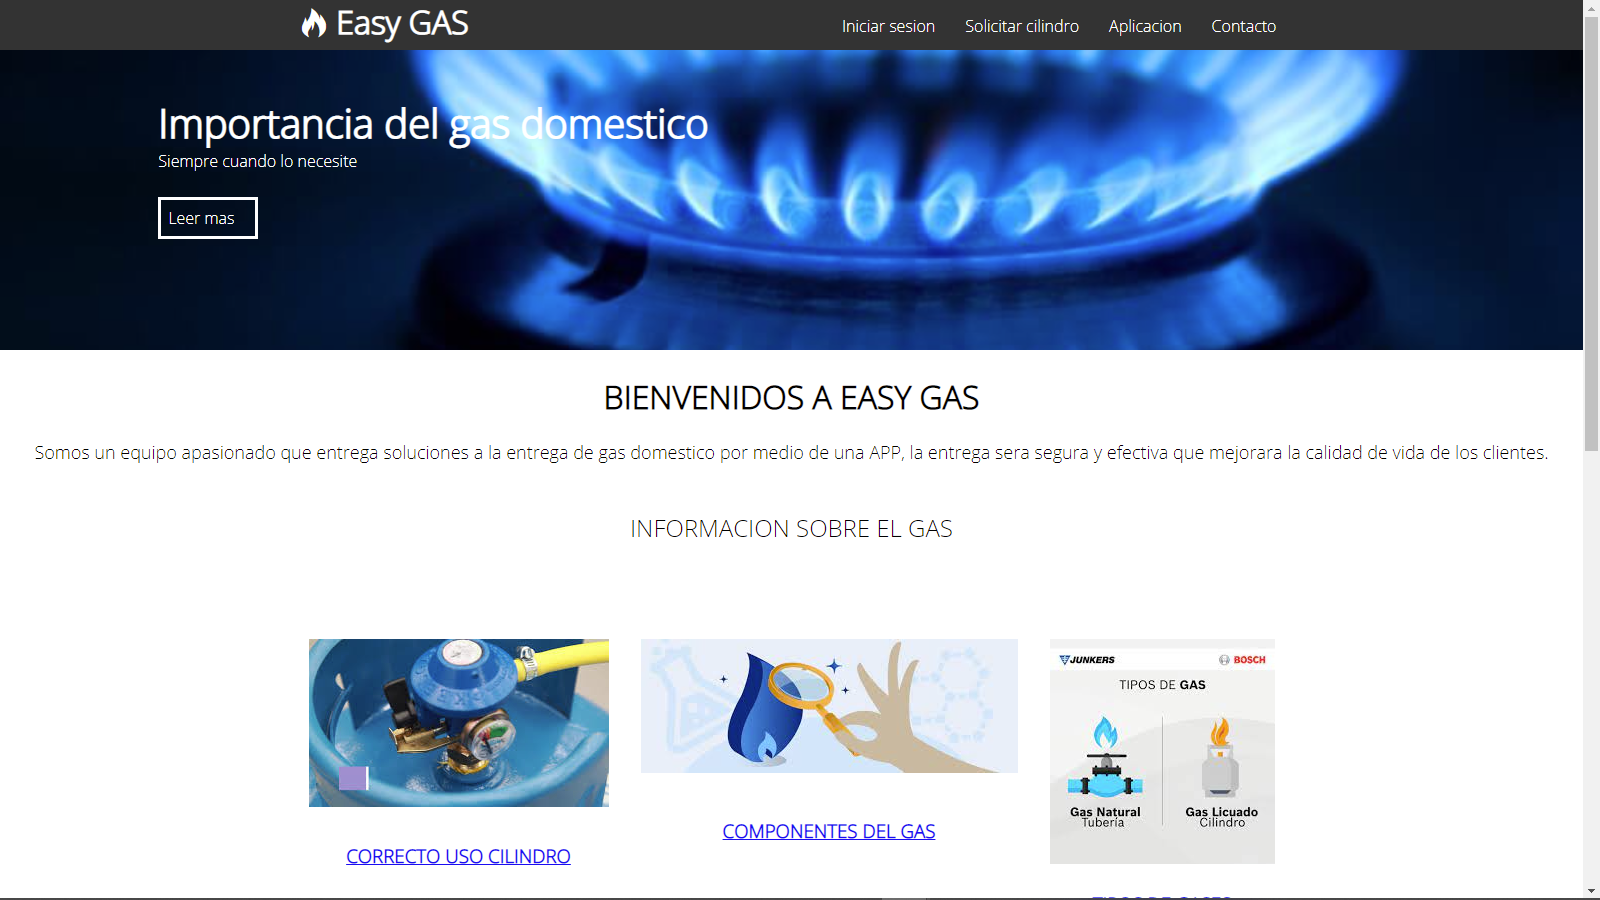 Easy GAS
Iniciar sesion
Solicitar cilindro
Aplicacion
Contacto
Importancia del gas domestico
Siempre cuando lo necesite
Leer mas
BIENVENIDOS A EASY GAS
Somos un equipo apasionado que entrega soluciones a la entrega de gas domestico por medio de una APP, la entrega sera segura y efectiva que mejorara la calidad de vida de los clientes.
INFORMACION SOBRE EL GAS
CORRECTO USO CILINDRO
COMPONENTES DEL GAS
JUNKERS
BOSCH
TIPOS DE GAS
Gas Natural
Tubería
Gas Licuado
Cilindro